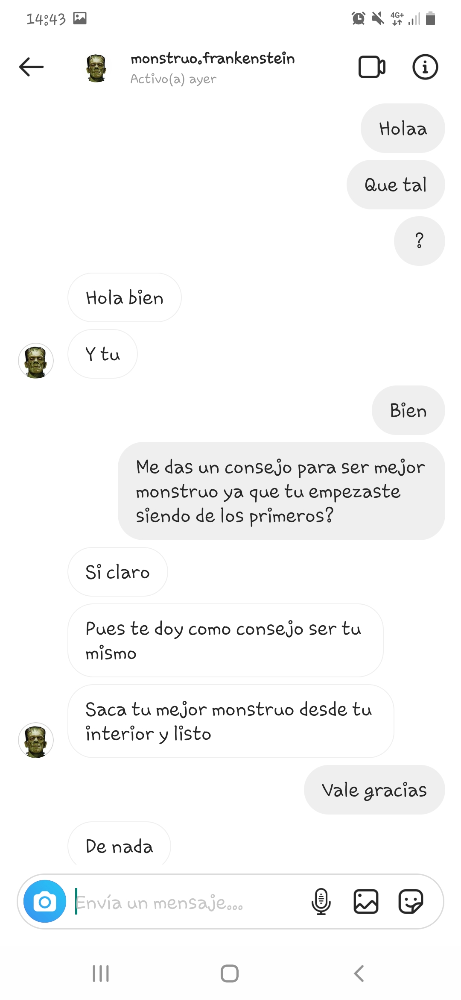 14:43
4G+
monstruo.frankenstein
Activo(a) ayer
Holaa
Que tal
?
Hola bien
Y tu
Bien
Me das un consejo para ser mejor
monstruo ya que tu empezaste
siendo de los primeros?
Si claro
Pues te doy como consejo ser tu
mismo
Saca tu mejor monstruo desde tu
interior y listo
Vale gracias
De nada
Envía un mensaje...